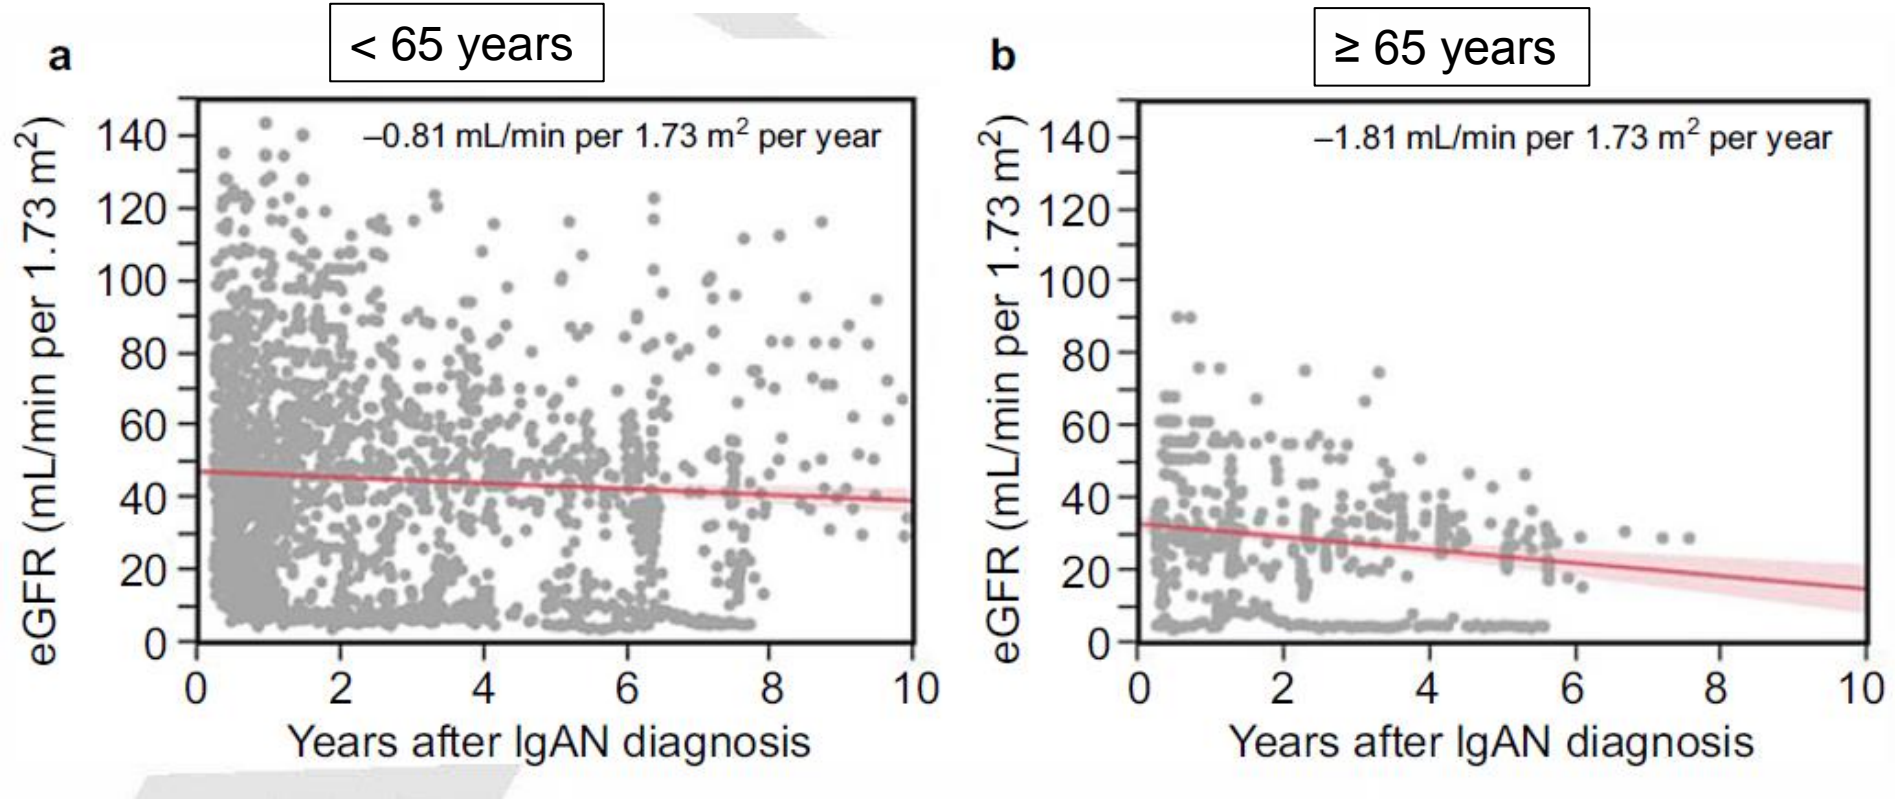 a
< 65 years
–0.81 mL/min per 1.73 m² per year
eGFR (mL/min per 1.73 m²)
140
120
100
80
60
40
20
0
0 2 4 6 8 10
Years after IgAN diagnosis
b
≥ 65 years
–1.81 mL/min per 1.73 m² per year
eGFR (mL/min per 1.73 m²)
140
120
100
80
60
40
20
0
0 2 4 6 8 10
Years after IgAN diagnosis